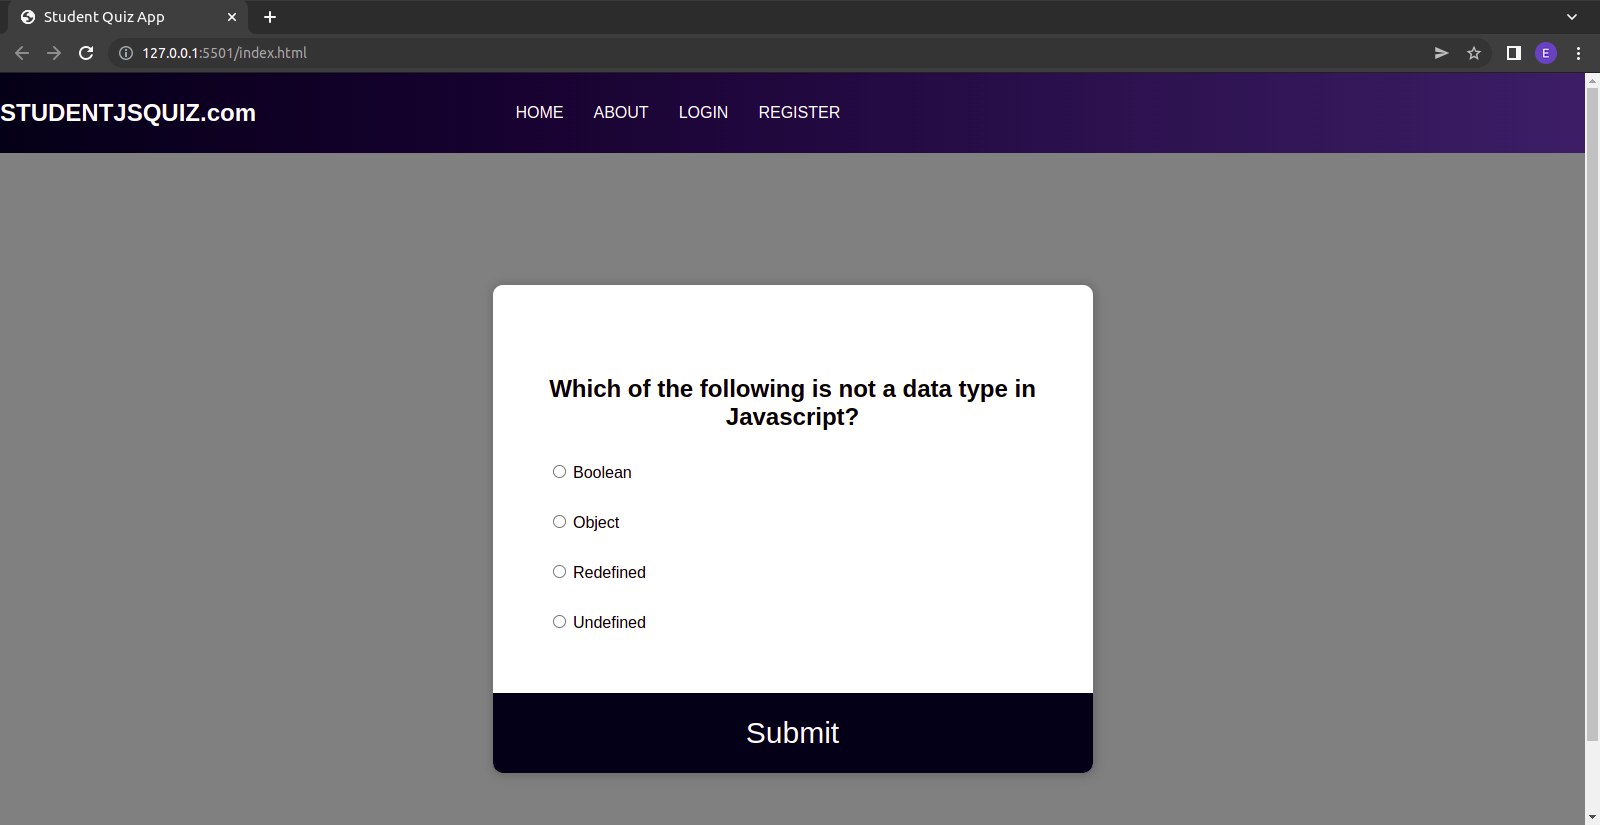 Student Quiz App
127.0.0.1:5501/index.html
E
STUDENTJSQUIZ.com
HOME ABOUT LOGIN REGISTER
Which of the following is not a data type in
Javascript?
Boolean
Object
Redefined
Undefined
Submit